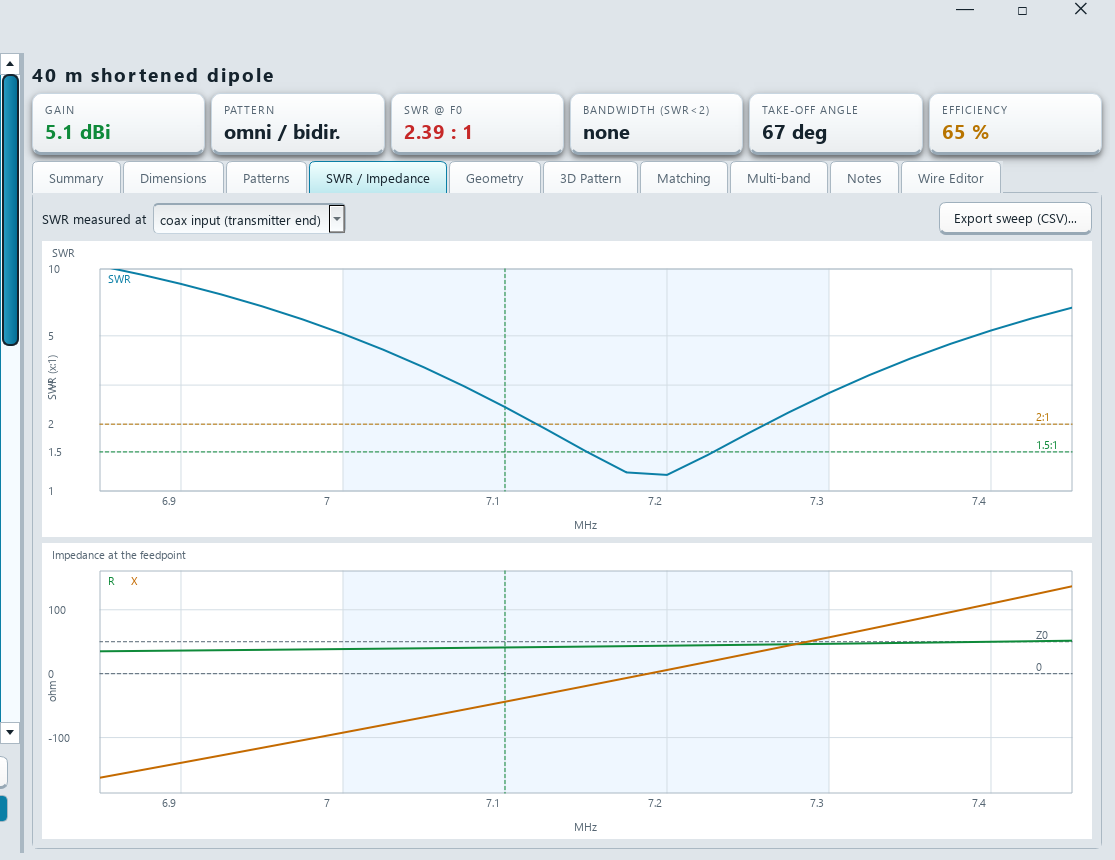 40 m shortened dipole
GAIN
5.1 dBi
PATTERN
omni / bidir.
SWR @ F0
2.39 : 1
BANDWIDTH (SWR<2)
none
TAKE-OFF ANGLE
67 deg
EFFICIENCY
65 %
Summary
Dimensions
Patterns
SWR / Impedance
Geometry
3D Pattern
Matching
Multi-band
Notes
Wire Editor
SWR measured at
coax input (transmitter end)
Export sweep (CSV)...
SWR
10
SWR
5
SWR (x:1)
2
2:1
1.5
1.5:1
1
6.9
7
7.1
7.2
7.3
7.4
MHz
Impedance at the feedpoint
R
X
100
Z0
0
0
ohm
-100
6.9
7
7.1
7.2
7.3
7.4
MHz